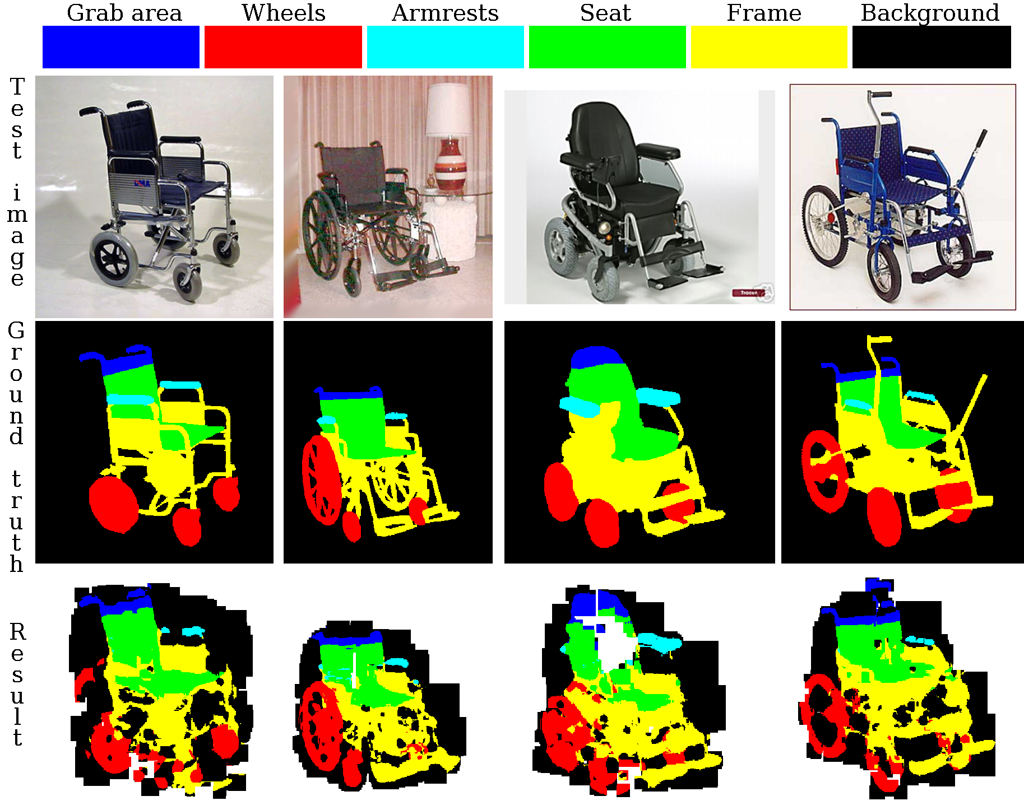 Grab area Wheels Armrests Seat Frame Background
Test image
Ground truth
Result